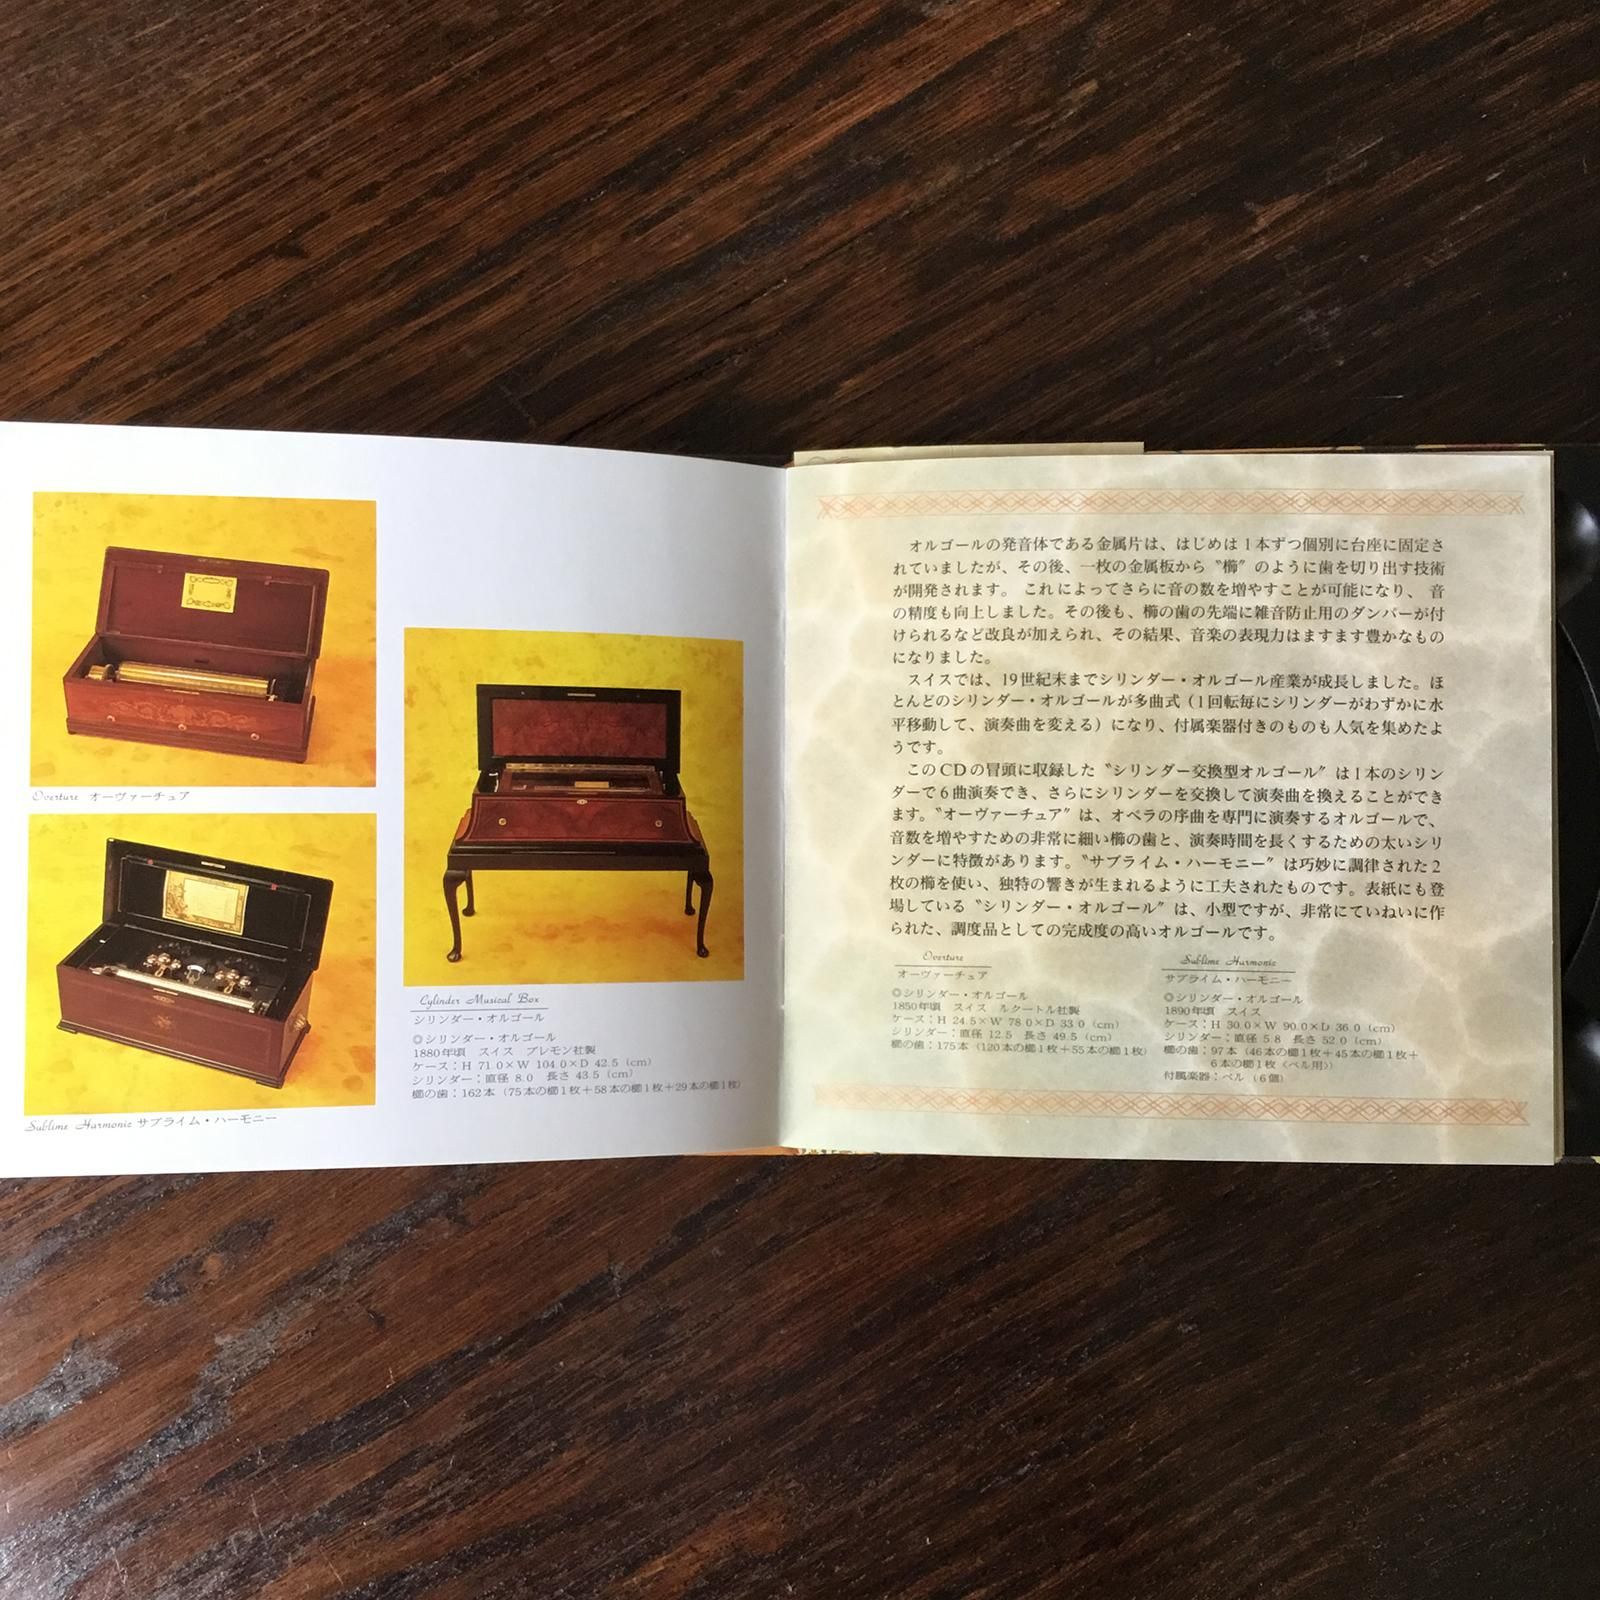 Overture オーヴァーチュア
Sublime Harmonie サブライム・ハーモニー
Cylinder Musical Box
シリンダー・オルゴール
◎シリンダー・オルゴール
1880年頃 スイス ブレモン社製
ケース：H 71.0×W 104.0×D 42.5（cm）
シリンダー：直径 8.0 長さ 43.5（cm）
櫛の歯：162本（75本の櫛1枚＋58本の櫛1枚＋29本の櫛1枚）
オルゴールの発音体である金属片は、はじめは1本ずつ個別に台座に固定さ
れていましたが、その後、一枚の金属板から〝櫛〟のように歯を切り出す技術
が開発されます。これによってさらに音の数を増やすことが可能になり、音
の精度も向上しました。その後も、櫛の歯の先端に雑音防止用のダンパーが付
けられるなど改良が加えられ、その結果、音楽の表現力はますます豊かなもの
になりました。
スイスでは、19世紀末までシリンダー・オルゴール産業が成長しました。ほ
とんどのシリンダー・オルゴールが多曲式（1回転毎にシリンダーがわずかに水
平移動して、演奏曲を変える）になり、付属楽器付きのものも人気を集めたよ
うです。
このCDの冒頭に収録した〝シリンダー交換型オルゴール〟は1本のシリン
ダーで6曲演奏でき、さらにシリンダーを交換して演奏曲を換えることができ
ます。〝オーヴァーチュア〟は、オペラの序曲を専門に演奏するオルゴールで、
音数を増やすための非常に細い櫛の歯と、演奏時間を長くするための太いシリ
ンダーに特徴があります。〝サブライム・ハーモニー〟は巧妙に調律された2
枚の櫛を使い、独特の響きが生まれるように工夫されたものです。表紙にも登
場している〝シリンダー・オルゴール〟は、小型ですが、非常にていねいに作
られた、調度品としての完成度の高いオルゴールです。
Overture
オーヴァーチュア
◎シリンダー・オルゴール
1850年頃 スイス ルクートル社製
ケース：H 24.5×W 78.0×D 33.0（cm）
シリンダー：直径 12.5 長さ 49.5（cm）
櫛の歯：175本（120本の櫛1枚＋55本の櫛1枚）
Sublime Harmonie
サブライム・ハーモニー
◎シリンダー・オルゴール
1890年頃 スイス
ケース：H 30.0×W 90.0×D 36.0（cm）
シリンダー：直径 5.8 長さ 52.0（cm）
櫛の歯：97本（46本の櫛1枚＋45本の櫛1枚＋
6本の櫛1枚〈ベル用〉）
付属楽器：ベル（6個）